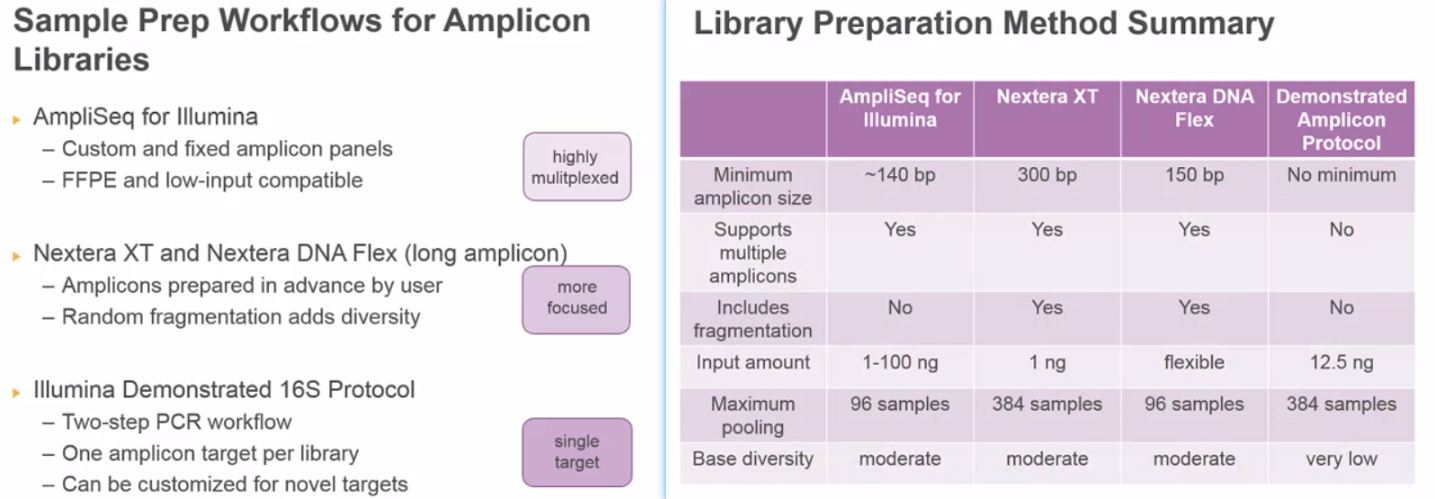 Sample Prep Workflows for Amplicon
Libraries
AmpliSeq for Illumina
– Custom and fixed amplicon panels
– FFPE and low-input compatible
highly
mulitplexed
Nextera XT and Nextera DNA Flex (long amplicon)
– Amplicons prepared in advance by user
– Random fragmentation adds diversity
more
focused
Illumina Demonstrated 16S Protocol
– Two-step PCR workflow
– One amplicon target per library
– Can be customized for novel targets
single
target
Library Preparation Method Summary
AmpliSeq for
Illumina
Nextera XT
Nextera DNA
Flex
Demonstrated
Amplicon
Protocol
Minimum
amplicon size
~140 bp
300 bp
150 bp
No minimum
Supports
multiple
amplicons
Yes
Yes
Yes
No
Includes
fragmentation
No
Yes
Yes
No
Input amount
1-100 ng
1 ng
flexible
12.5 ng
Maximum
pooling
96 samples
384 samples
96 samples
384 samples
Base diversity
moderate
moderate
moderate
very low